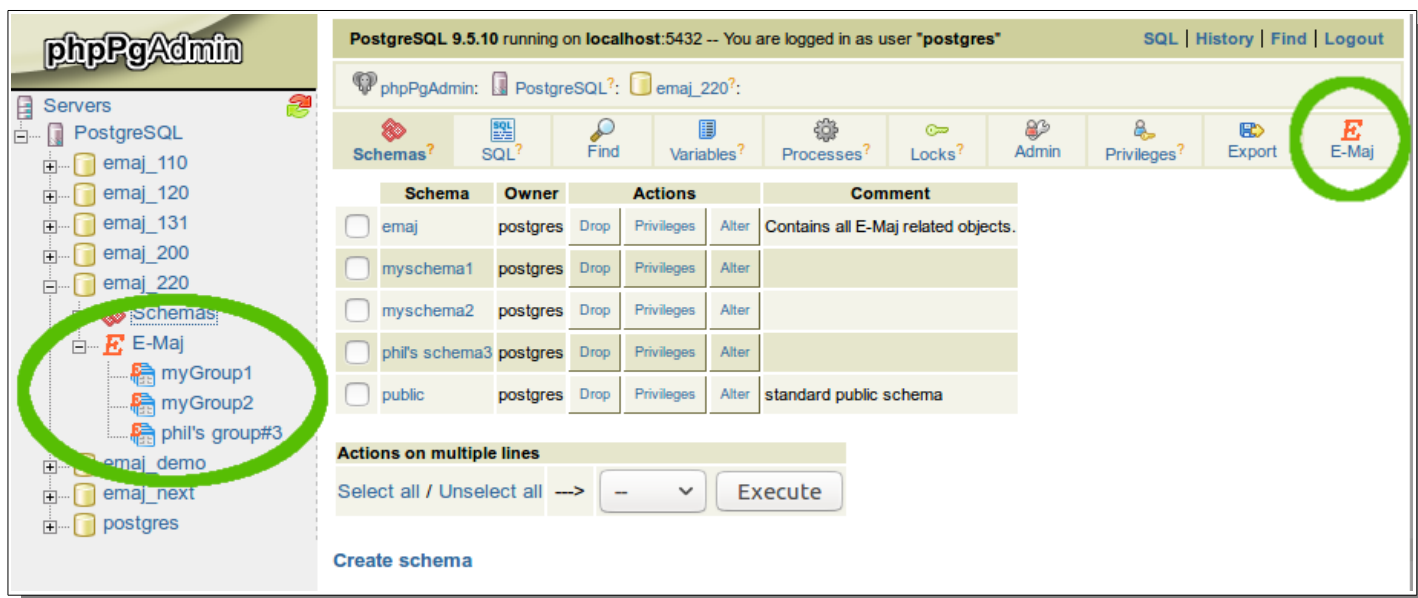 phpPgAdmin
Servers
PostgreSQL
emaj_110
emaj_120
emaj_131
emaj_200
emaj_220
Schemas
E-Maj
myGroup1
myGroup2
phil's group#3
emaj_demo
emaj_next
postgres
PostgreSQL 9.5.10 running on localhost:5432 -- You are logged in as user "postgres"
SQL | History | Find | Logout
phpPgAdmin: PostgreSQL?: emaj_220?:
Schemas? SQL? Find Variables? Processes? Locks? Admin Privileges? Export E-Maj
Schema Owner Actions Comment
emaj postgres Drop Privileges Alter Contains all E-Maj related objects.
myschema1 postgres Drop Privileges Alter
myschema2 postgres Drop Privileges Alter
phil's schema3 postgres Drop Privileges Alter
public postgres Drop Privileges Alter standard public schema
Actions on multiple lines
Select all / Unselect all ---> -- Execute
Create schema